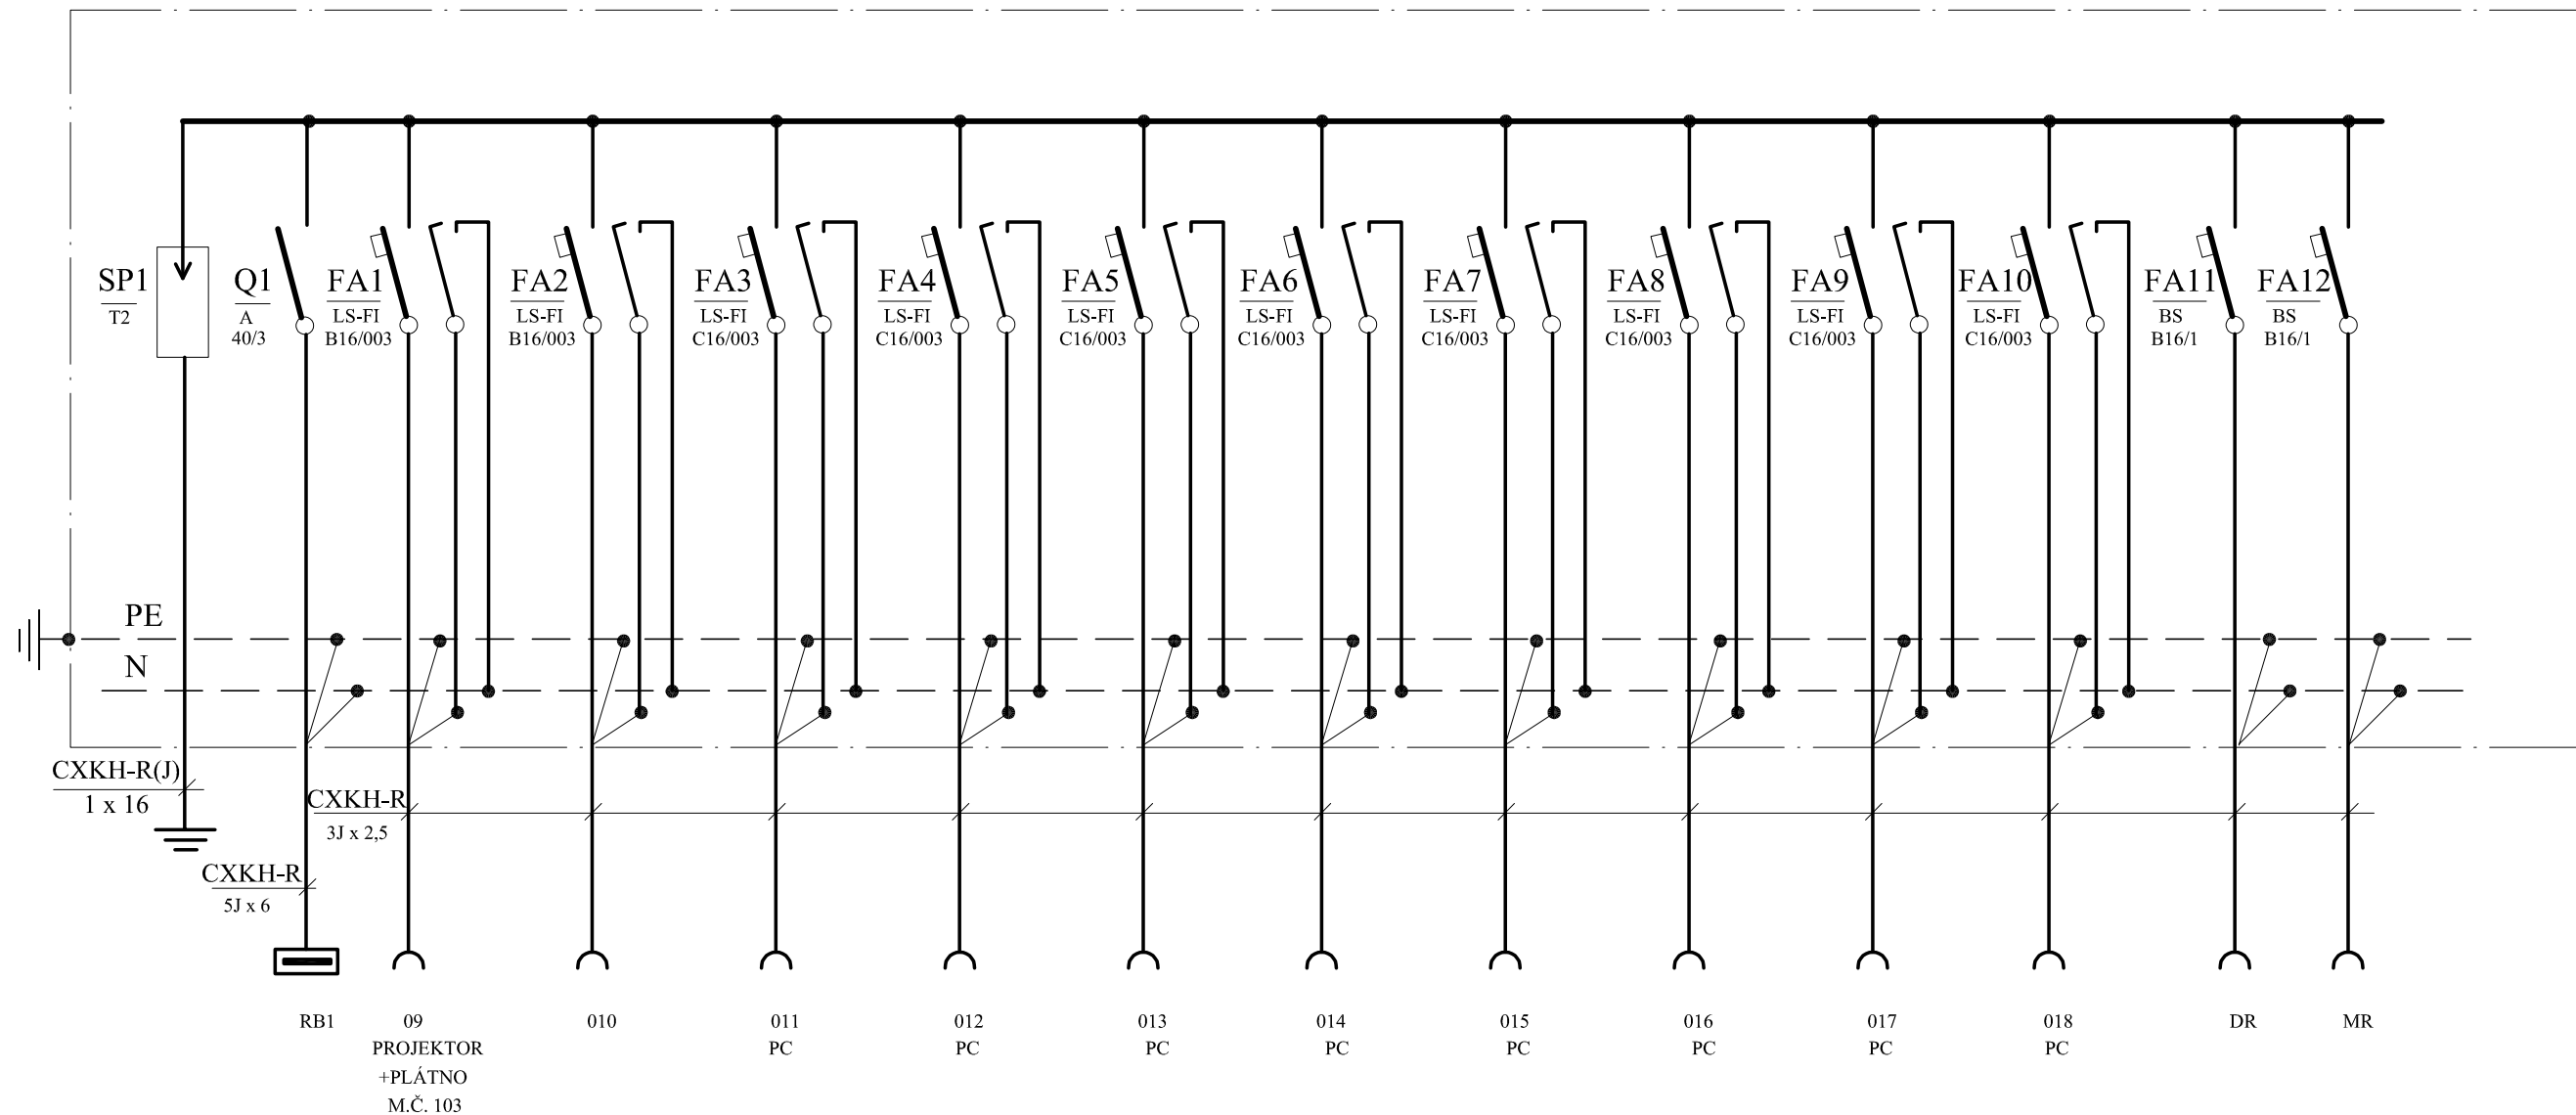 SP1
T2
Q1
A
40/3
FA1
LS-FI
B16/003
FA2
LS-FI
B16/003
FA3
LS-FI
C16/003
FA4
LS-FI
C16/003
FA5
LS-FI
C16/003
FA6
LS-FI
C16/003
FA7
LS-FI
C16/003
FA8
LS-FI
C16/003
FA9
LS-FI
C16/003
FA10
LS-FI
C16/003
FA11
BS
B16/1
FA12
BS
B16/1
PE
N
CXKH-R(J)
1 x 16
CXKH-R
3J x 2,5
CXKH-R
5J x 6
RB1
09
PROJEKTOR
+PLÁTNO
M.Č. 103
010
011
PC
012
PC
013
PC
014
PC
015
PC
016
PC
017
PC
018
PC
DR
MR